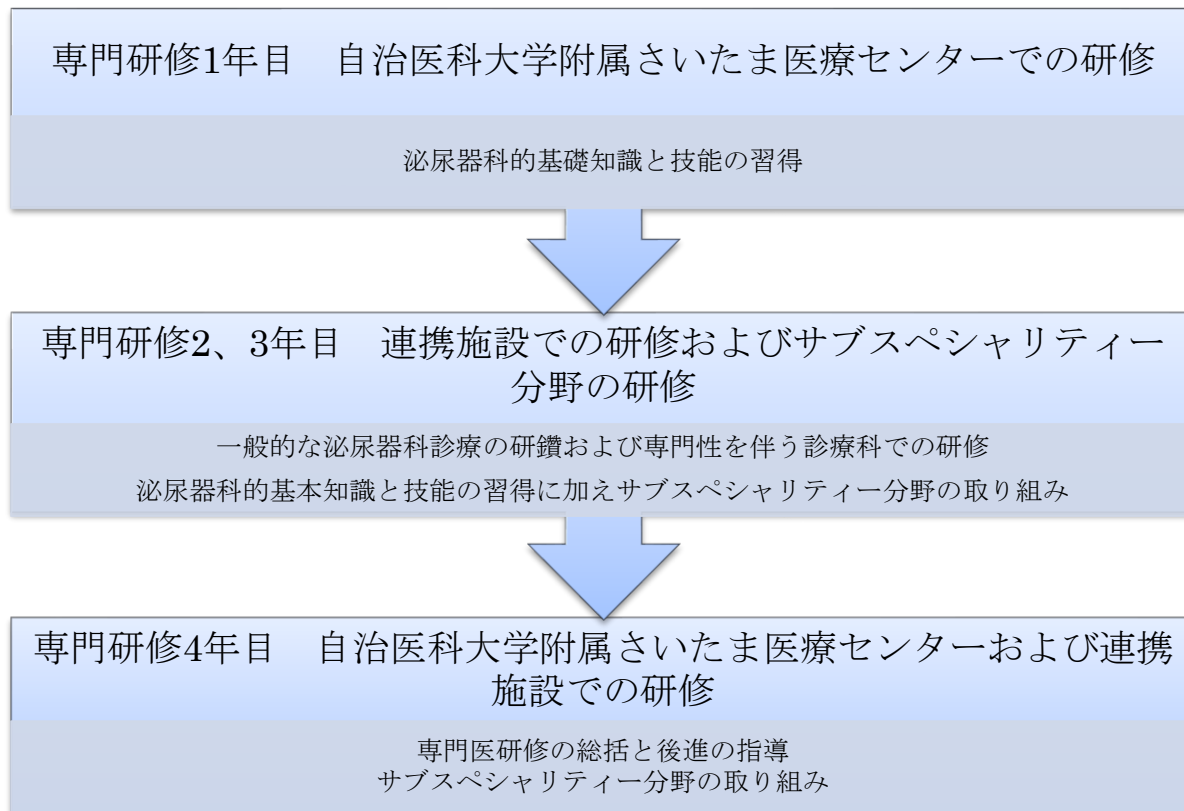 専門研修1年目　自治医科大学附属さいたま医療センターでの研修
泌尿器科的基礎知識と技能の習得
専門研修2、3年目　連携施設での研修およびサブスペシャリティー
分野の研修
一般的な泌尿器科診療の研鑽および専門性を伴う診療科での研修
泌尿器科的基本知識と技能の習得に加えサブスペシャリティー分野の取り組み
専門研修4年目　自治医科大学附属さいたま医療センターおよび連携
施設での研修
専門医研修の総括と後進の指導
サブスペシャリティー分野の取り組み